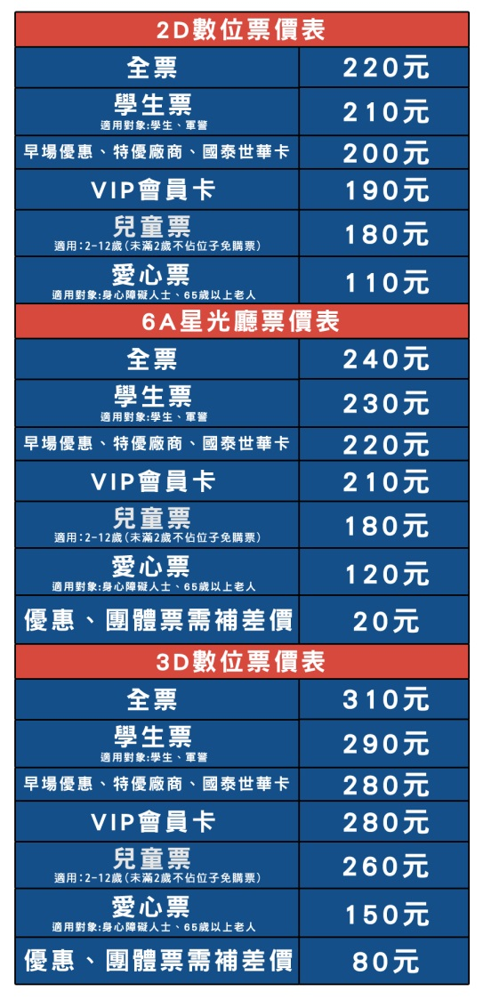 2D數位票價表
全票 220元
學生票 210元
適用對象:學生、軍警
早場優惠、特優廠商、國泰世華卡 200元
VIP會員卡 190元
兒童票 180元
適用:2-12歲(未滿2歲不佔位子免購票)
愛心票 110元
適用對象:身心障礙人士、65歲以上老人
6A星光廳票價表
全票 240元
學生票 230元
適用對象:學生、軍警
早場優惠、特優廠商、國泰世華卡 220元
VIP會員卡 210元
兒童票 180元
適用:2-12歲(未滿2歲不佔位子免購票)
愛心票 120元
適用對象:身心障礙人士、65歲以上老人
優惠、團體票需補差價 20元
3D數位票價表
全票 310元
學生票 290元
適用對象:學生、軍警
早場優惠、特優廠商、國泰世華卡 280元
VIP會員卡 280元
兒童票 260元
適用:2-12歲(未滿2歲不佔位子免購票)
愛心票 150元
適用對象:身心障礙人士、65歲以上老人
優惠、團體票需補差價 80元